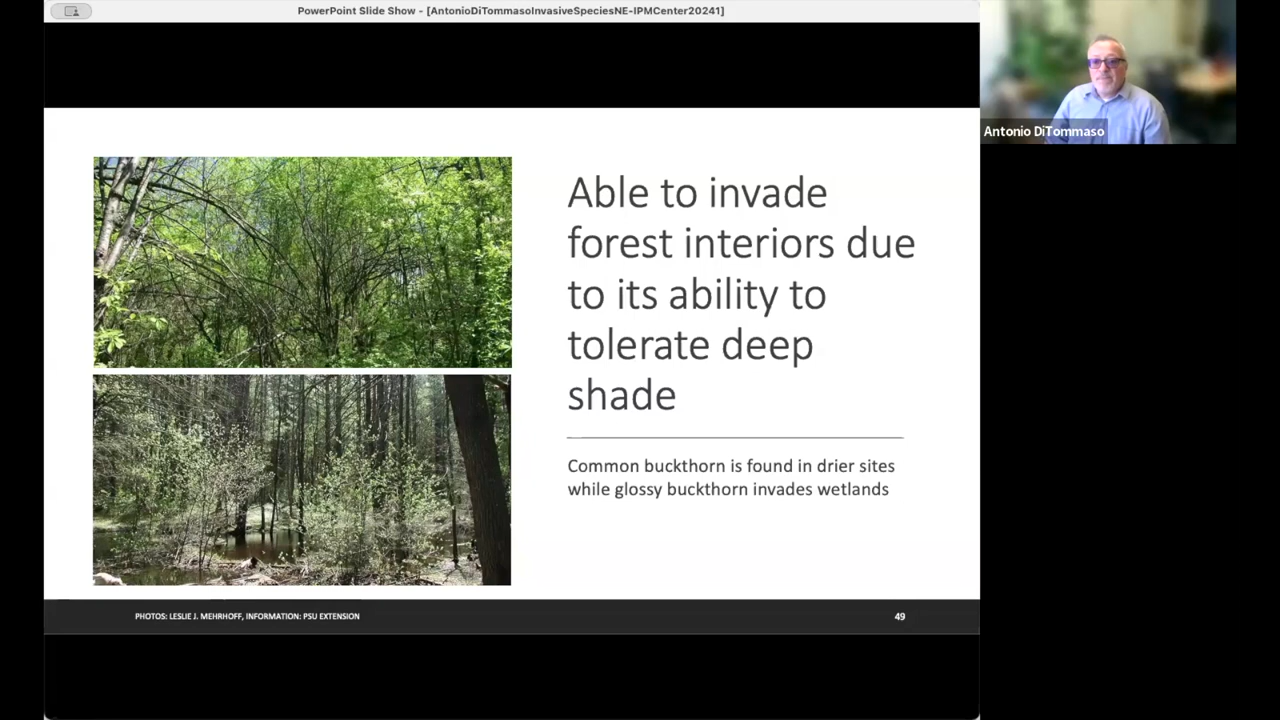 PowerPoint Slide Show - [AntonioDiTommasoInvasiveSpeciesNE-IPMCenter20241]
Antonio DiTommaso
Able to invade
forest interiors due
to its ability to
tolerate deep
shade
Common buckthorn is found in drier sites
while glossy buckthorn invades wetlands
PHOTOS: LESLIE J. MEHRHOFF, INFORMATION: PSU EXTENSION
49